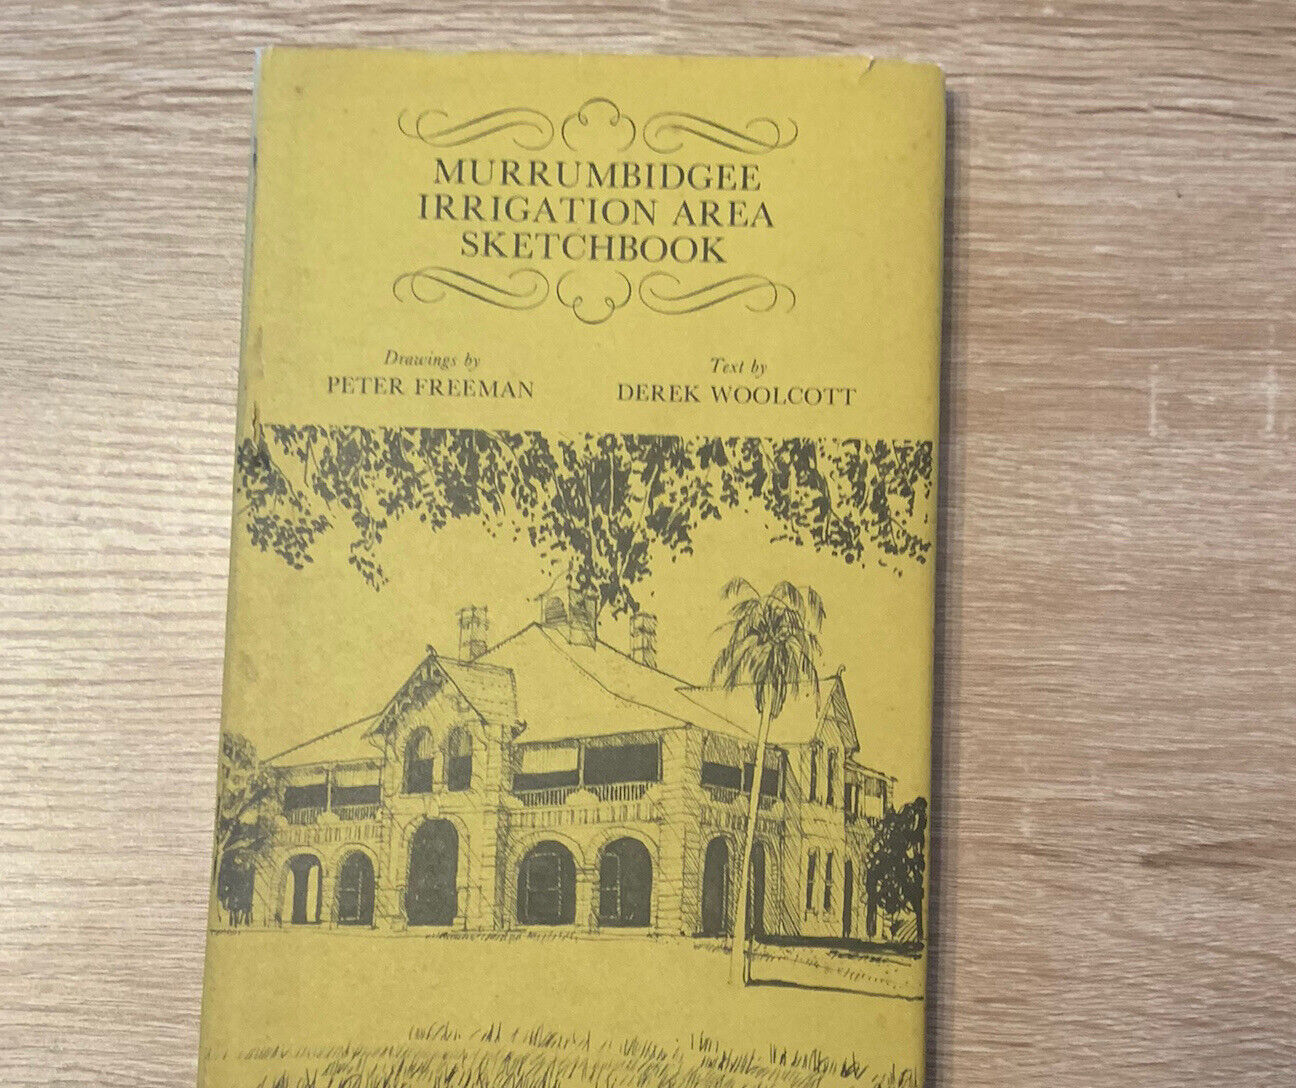 MURRUMBIDGEE
IRRIGATION AREA
SKETCHBOOK
Drawings by
PETER FREEMAN
Text by
DEREK WOOLCOTT